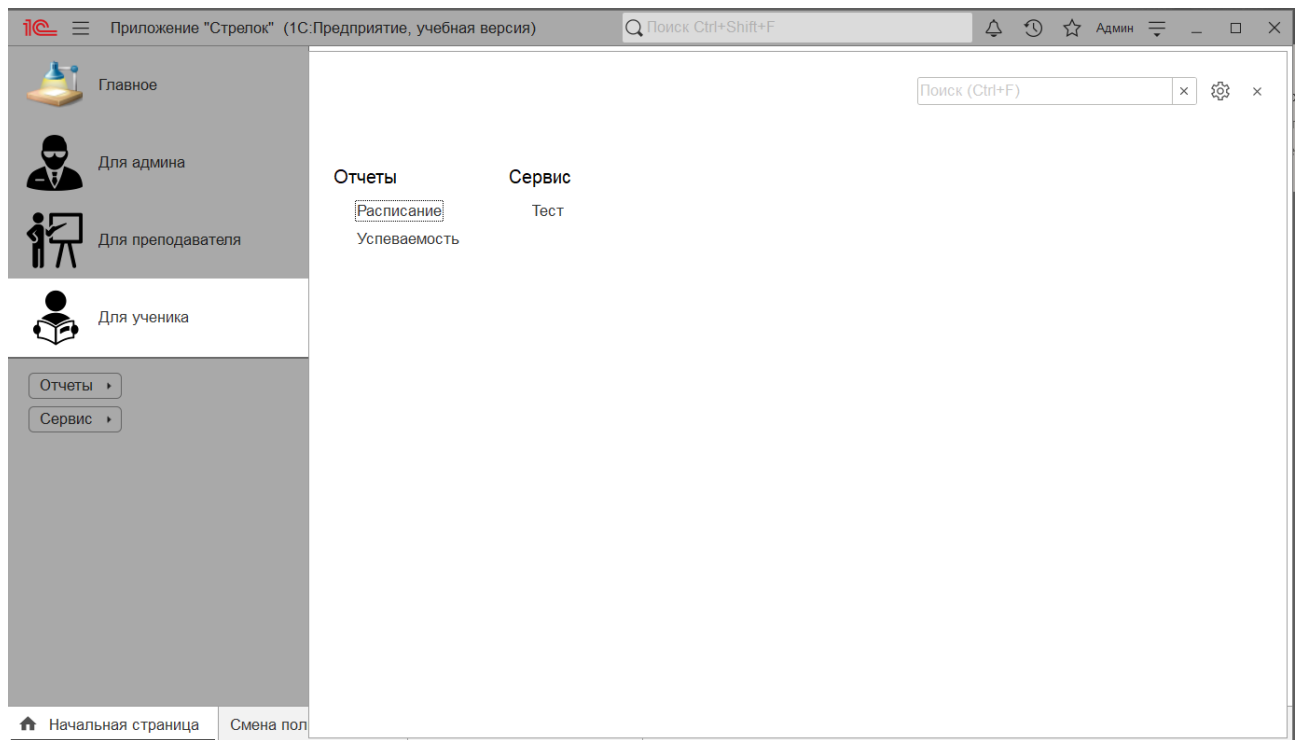 1С Приложение "Стрелок" (1С:Предприятие, учебная версия) Поиск Ctrl+Shift+F Админ
Главное
Поиск (Ctrl+F)
Для админа
Отчеты Сервис
Расписание Тест
Для преподавателя
Успеваемость
Для ученика
Отчеты
Сервис
Начальная страница Смена пол